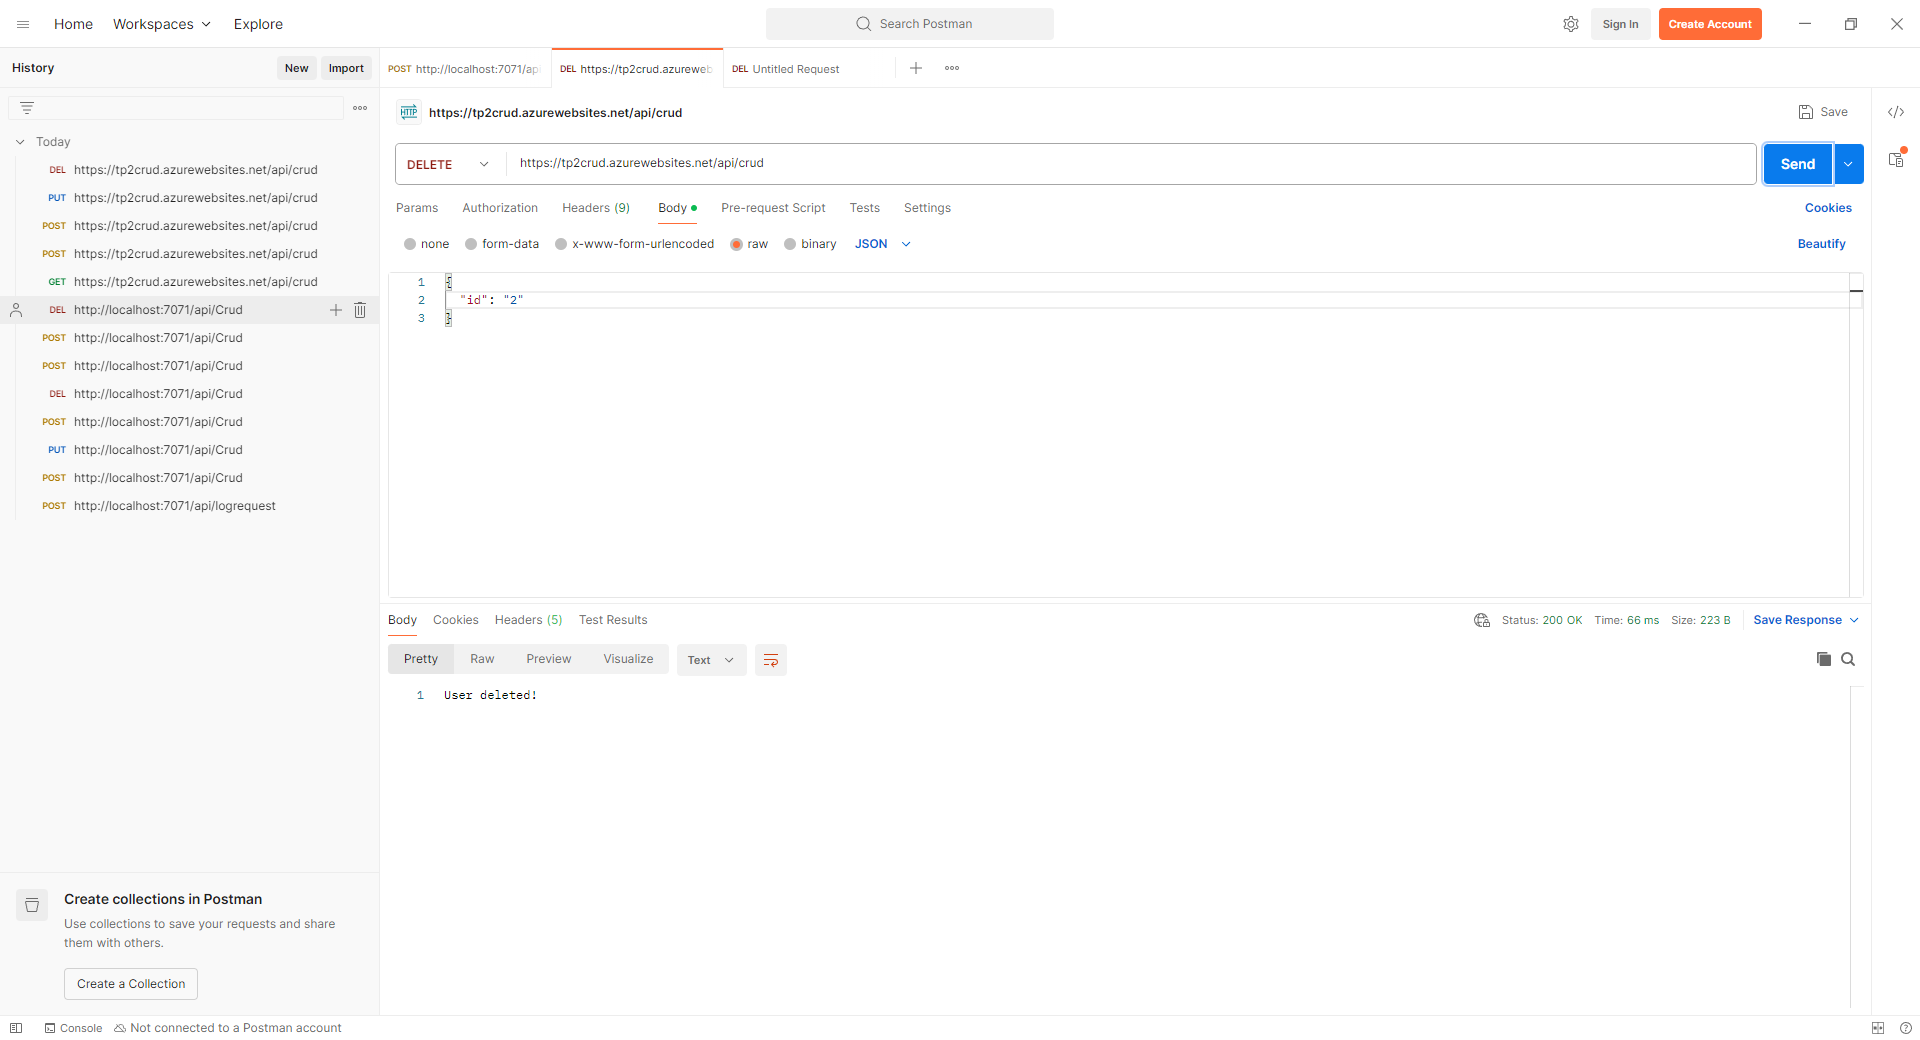 Home Workspaces Explore Search Postman Sign In Create Account
History New Import
POST http://localhost:7071/api DEL https://tp2crud.azureweb DEL Untitled Request
HTTP https://tp2crud.azurewebsites.net/api/crud Save
Today
DEL https://tp2crud.azurewebsites.net/api/crud
PUT https://tp2crud.azurewebsites.net/api/crud
POST https://tp2crud.azurewebsites.net/api/crud
POST https://tp2crud.azurewebsites.net/api/crud
GET https://tp2crud.azurewebsites.net/api/crud
DEL http://localhost:7071/api/Crud
POST http://localhost:7071/api/Crud
POST http://localhost:7071/api/Crud
DEL http://localhost:7071/api/Crud
POST http://localhost:7071/api/Crud
PUT http://localhost:7071/api/Crud
POST http://localhost:7071/api/Crud
POST http://localhost:7071/api/logrequest
DELETE https://tp2crud.azurewebsites.net/api/crud Send
Params Authorization Headers (9) Body Pre-request Script Tests Settings Cookies
none form-data x-www-form-urlencoded raw binary JSON Beautify
1 {
2 "id": "2"
3 }
Body Cookies Headers (5) Test Results Status: 200 OK Time: 66 ms Size: 223 B Save Response
Pretty Raw Preview Visualize Text
1 User deleted!
Create collections in Postman
Use collections to save your requests and share
them with others.
Create a Collection
Console Not connected to a Postman account